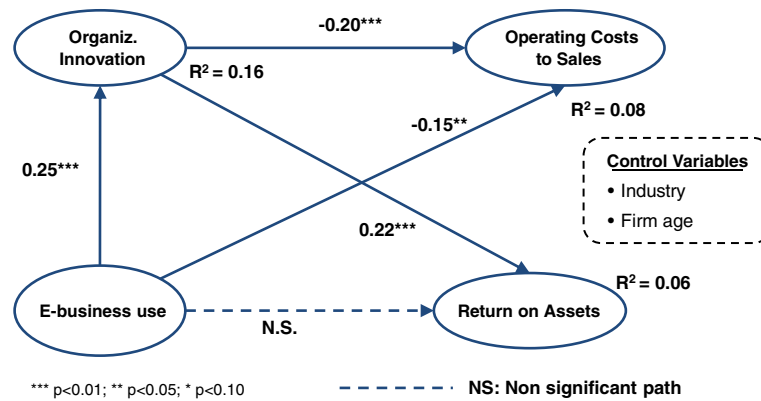 Organiz.
Innovation
-0.20***
Operating Costs
to Sales
R² = 0.16
R² = 0.08
-0.15**
0.25***
Control Variables
• Industry
• Firm age
0.22***
R² = 0.06
E-business use
N.S.
Return on Assets
*** p<0.01; ** p<0.05; * p<0.10
NS: Non significant path